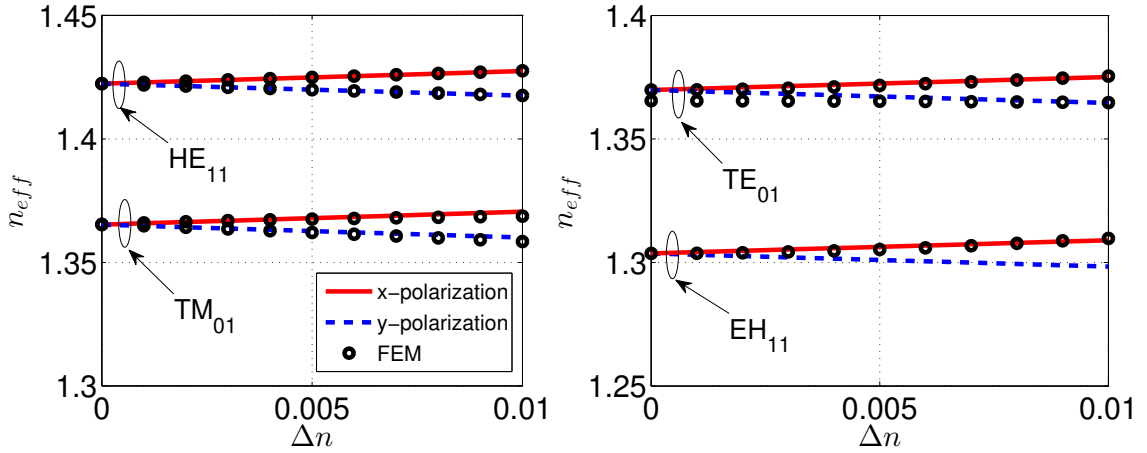 1.45
1.4
1.35
1.3
n_eff
HE_11
TM_01
x−polarization
y−polarization
FEM
0
0.005
0.01
Δn
1.4
1.35
1.3
1.25
n_eff
TE_01
EH_11
0
0.005
0.01
Δn